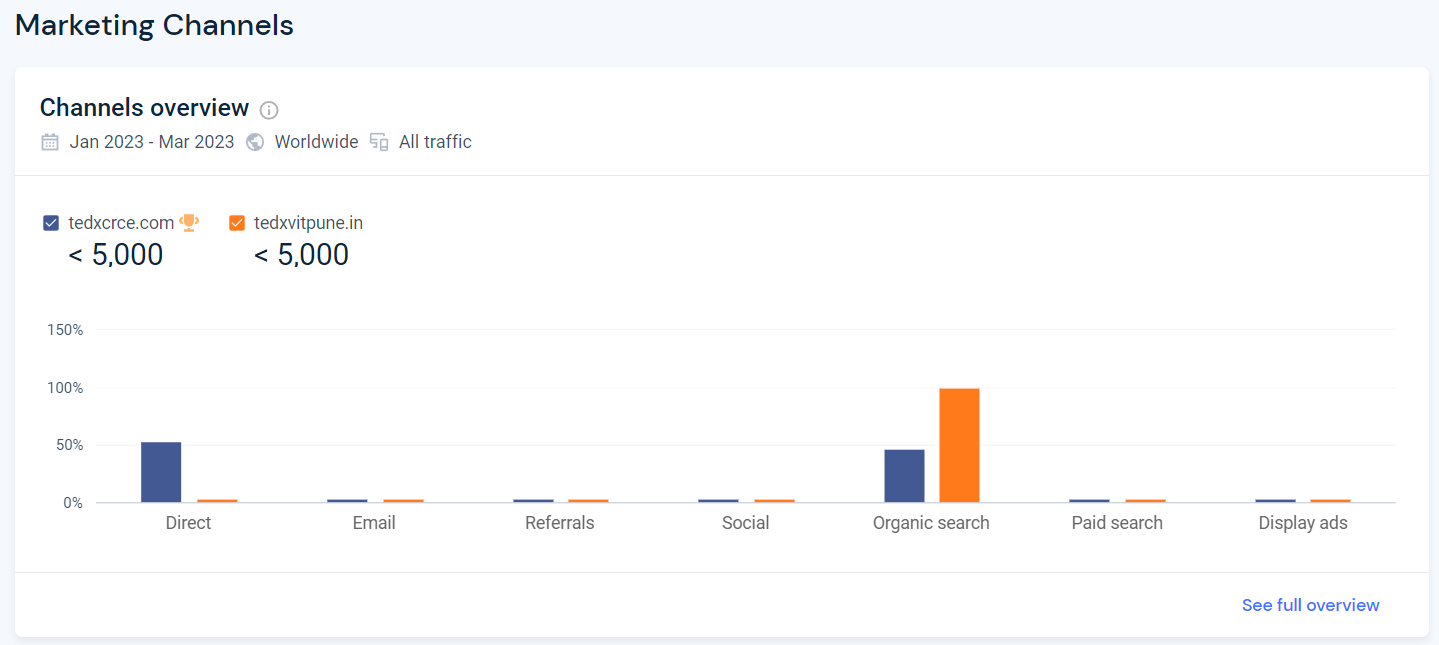 Marketing Channels
Channels overview
Jan 2023 - Mar 2023 Worldwide All traffic
tedxcrce.com tedxvitpune.in
< 5,000 < 5,000
150%
100%
50%
0%
Direct Email Referrals Social Organic search Paid search Display ads
See full overview